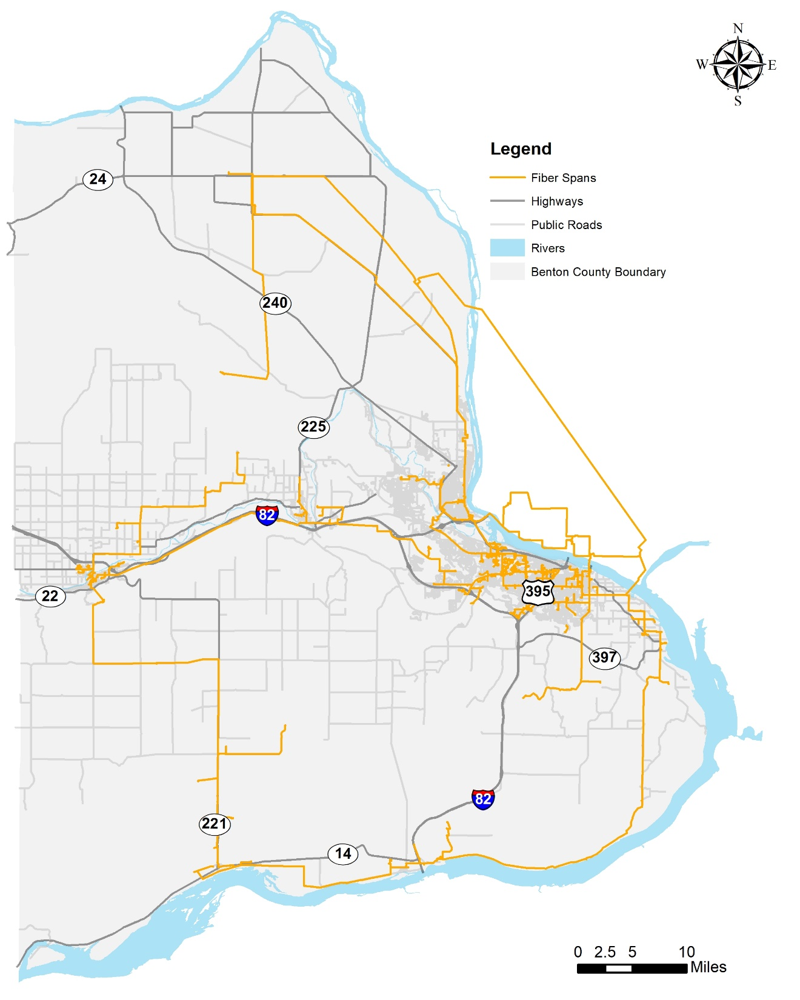 N
W E
S
Legend
Fiber Spans
Highways
Public Roads
Rivers
Benton County Boundary
24
240
225
82
22
395
397
82
221
14
0 2.5 5 10
Miles